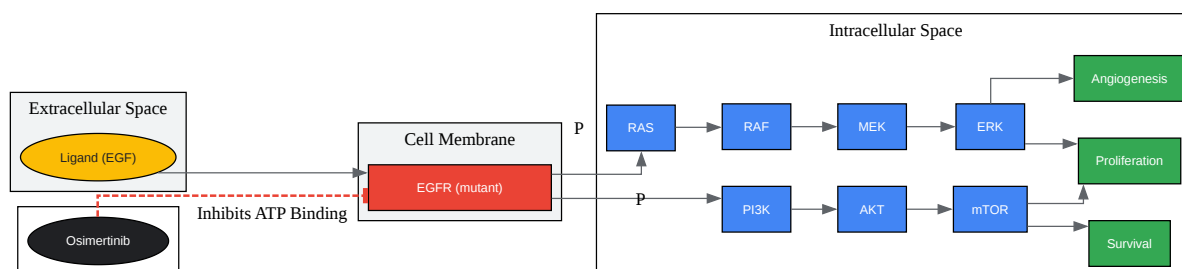 Intracellular Space
Extracellular Space
Ligand (EGF)
Osimertinib
Inhibits ATP Binding
Cell Membrane
EGFR (mutant)
P
P
RAS
RAF
MEK
ERK
PI3K
AKT
mTOR
Angiogenesis
Proliferation
Survival